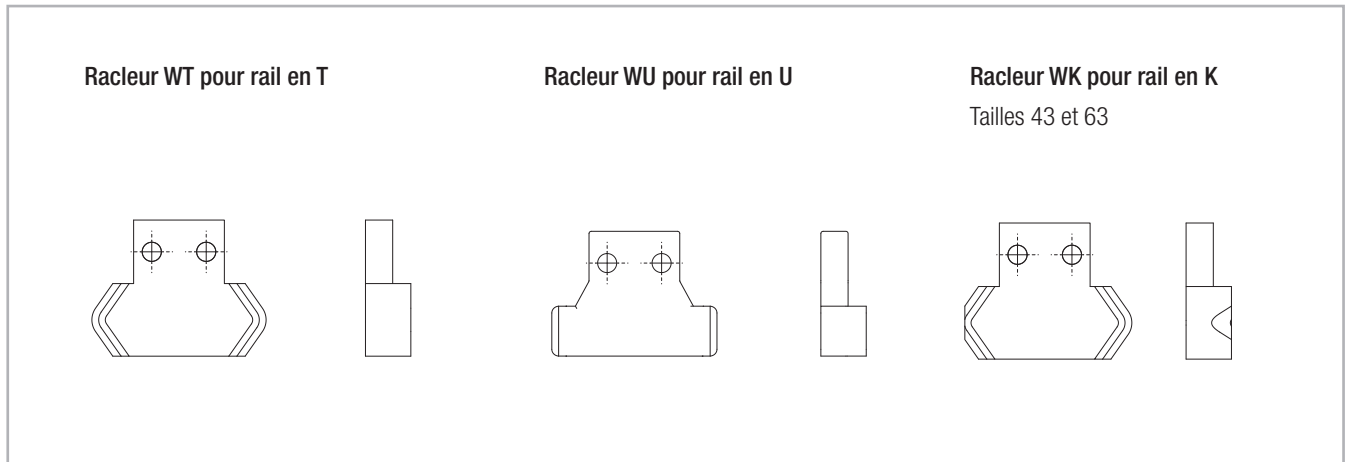 Racleur WT pour rail en T
Racleur WU pour rail en U
Racleur WK pour rail en K
Tailles 43 et 63